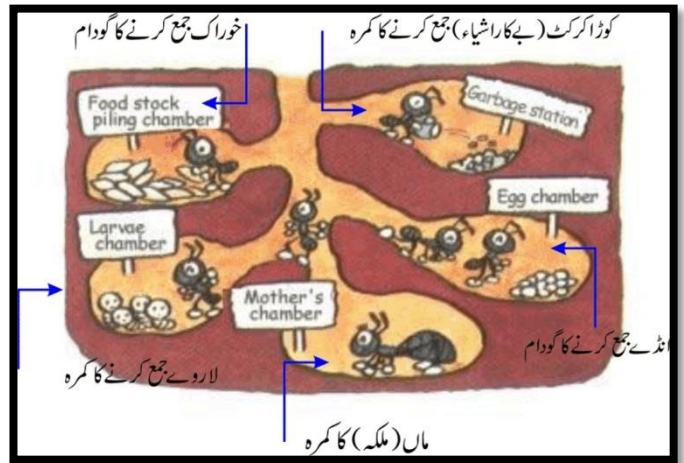 خوراک جمع کرنے کا گودام
کوڑا کرکٹ (بے کار اشیاء) جمع کرنے کا کمرہ
Food stock
piling chamber
Garbage station
Egg chamber
Larvae
chamber
Mother's
chamber
انڈے جمع کرنے کا گودام
لاروے جمع کرنے کا کمرہ
ماں (ملکہ) کا کمرہ